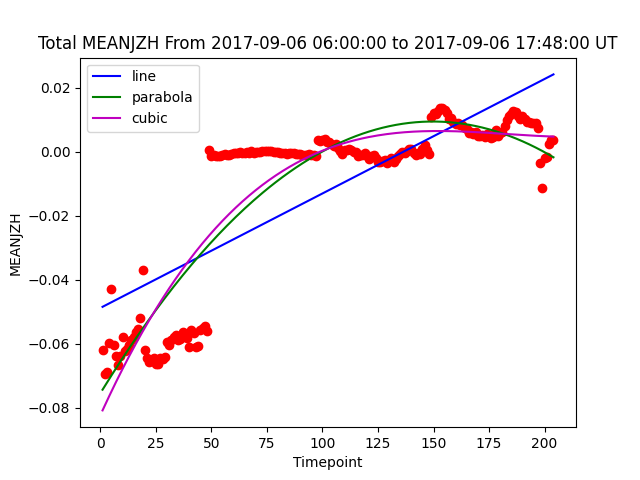 Total MEANJZH From 2017-09-06 06:00:00 to 2017-09-06 17:48:00 UT
line
parabola
cubic
0.02
0.00
−0.02
−0.04
−0.06
−0.08
MEANJZH
0 25 50 75 100 125 150 175 200
Timepoint